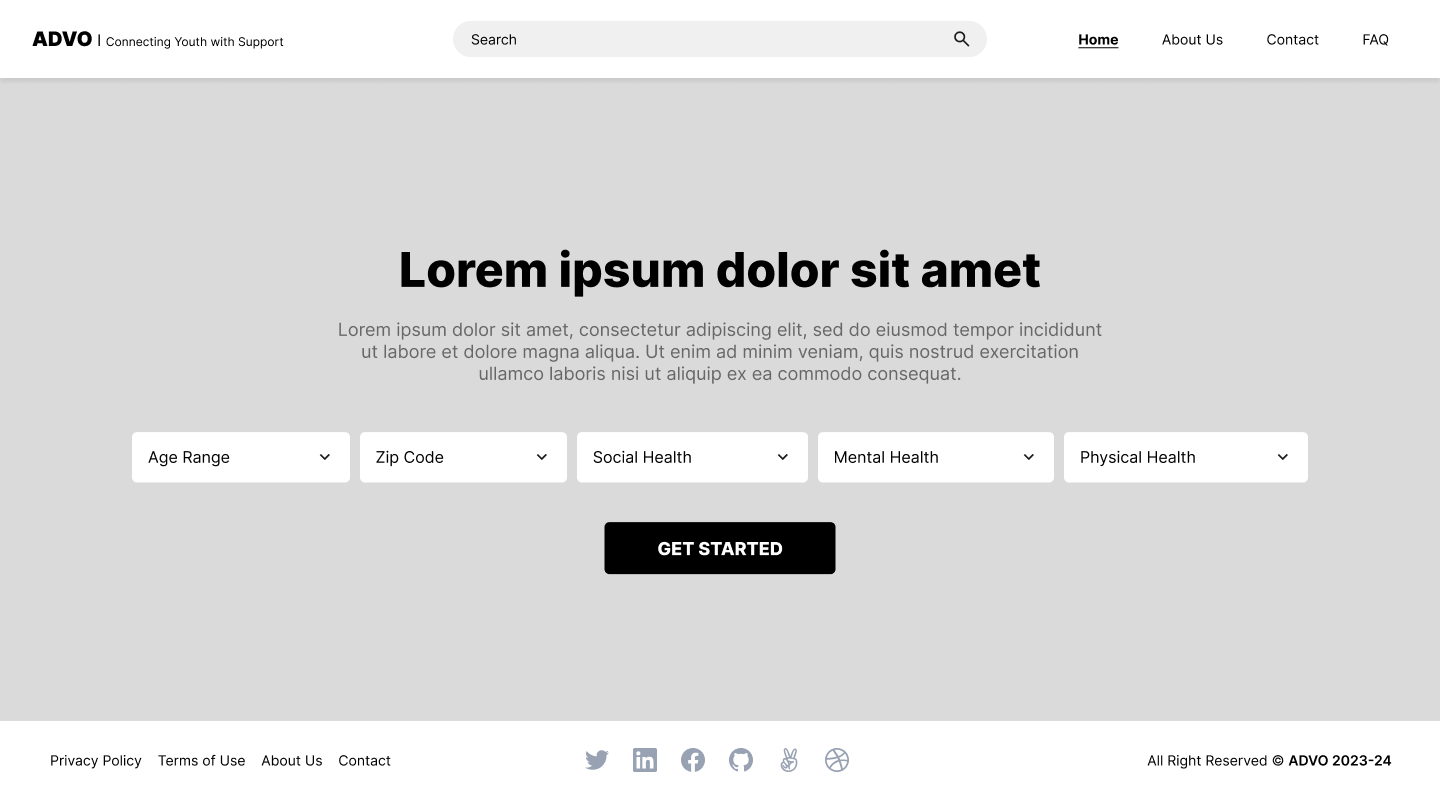 ADVO | Connecting Youth with Support
Search
Home About Us Contact FAQ
Lorem ipsum dolor sit amet
Lorem ipsum dolor sit amet, consectetur adipiscing elit, sed do eiusmod tempor incididunt
ut labore et dolore magna aliqua. Ut enim ad minim veniam, quis nostrud exercitation
ullamco laboris nisi ut aliquip ex ea commodo consequat.
Age Range Zip Code Social Health Mental Health Physical Health
GET STARTED
Privacy Policy Terms of Use About Us Contact
All Right Reserved © ADVO 2023-24